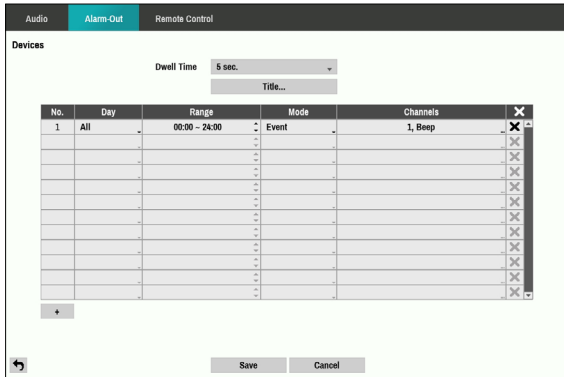 Audio Alarm-Out Remote Control
Devices
Dwell Time 5 sec.
Title...
No. Day Range Mode Channels X
1 All 00:00 ~ 24:00 Event 1, Beep
+
Save Cancel